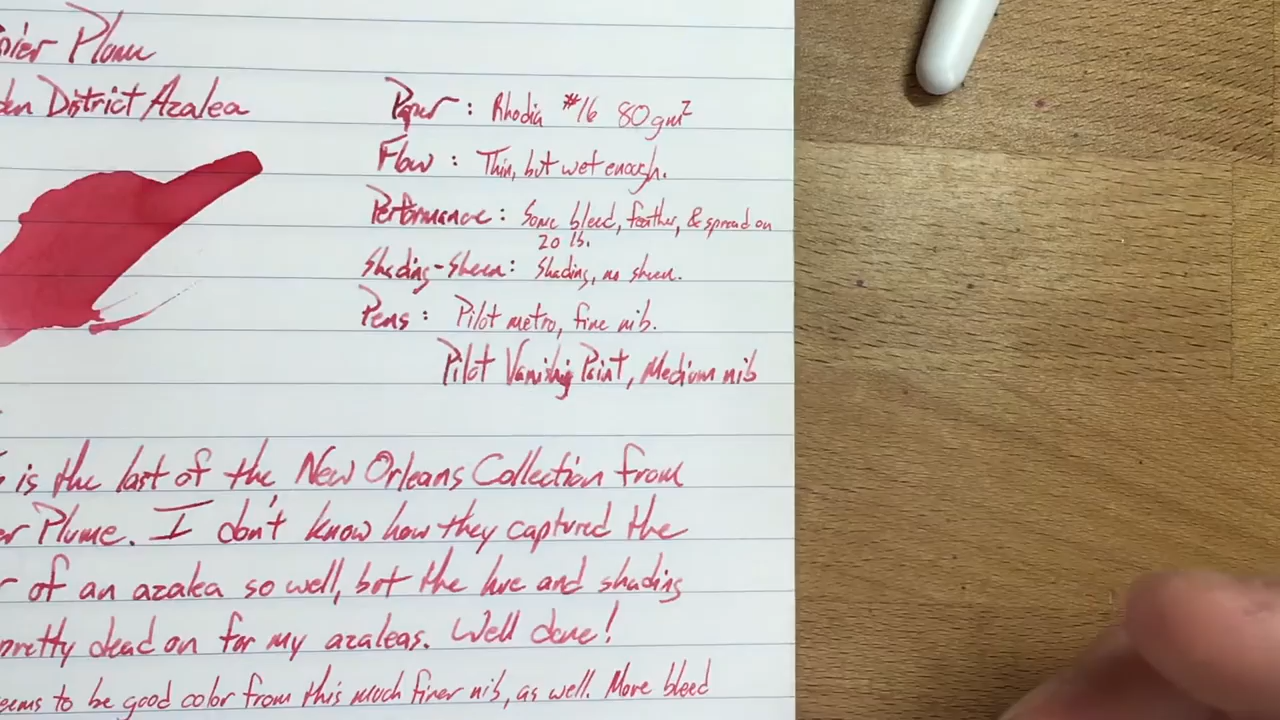 nier Plume
den District Azalea
Paper: Rhodia #16 80gm²
Flow: Thin, but wet enough.
Performance: Some bleed, feather, & spread on
20 lb.
Shading-Sheen: Shading, no sheen.
Pens: Pilot metro, fine nib.
Pilot Vanishing Point, Medium nib
s is the last of the New Orleans Collection from
er Plume. I don't know how they captured the
r of an azalea so well, but the hue and shading
pretty dead on for my azaleas. Well done!
eems to be good color from this much finer nib, as well. More bleed